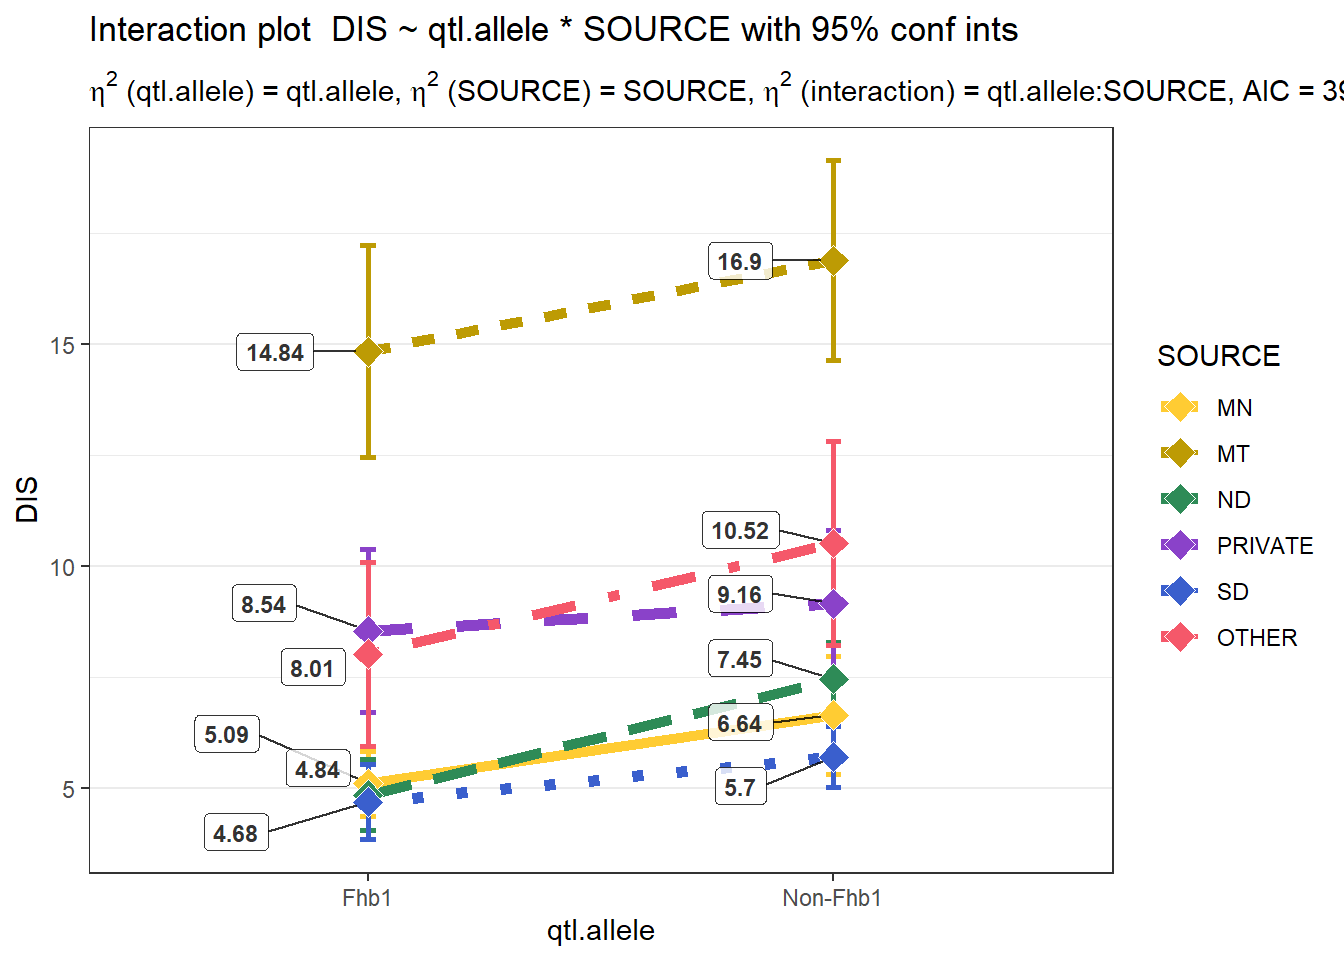 Interaction plot  DIS ~ qtl.allele * SOURCE with 95% conf ints
η² (qtl.allele) = qtl.allele, η² (SOURCE) = SOURCE, η² (interaction) = qtl.allele:SOURCE, AIC = 39
16.9
15
14.84
SOURCE
MN
MT
ND
PRIVATE
SD
OTHER
DIS
10.52
10
8.54
9.16
8.01
7.45
5.09
6.64
4.84
5
5.7
4.68
Fhb1
Non-Fhb1
qtl.allele